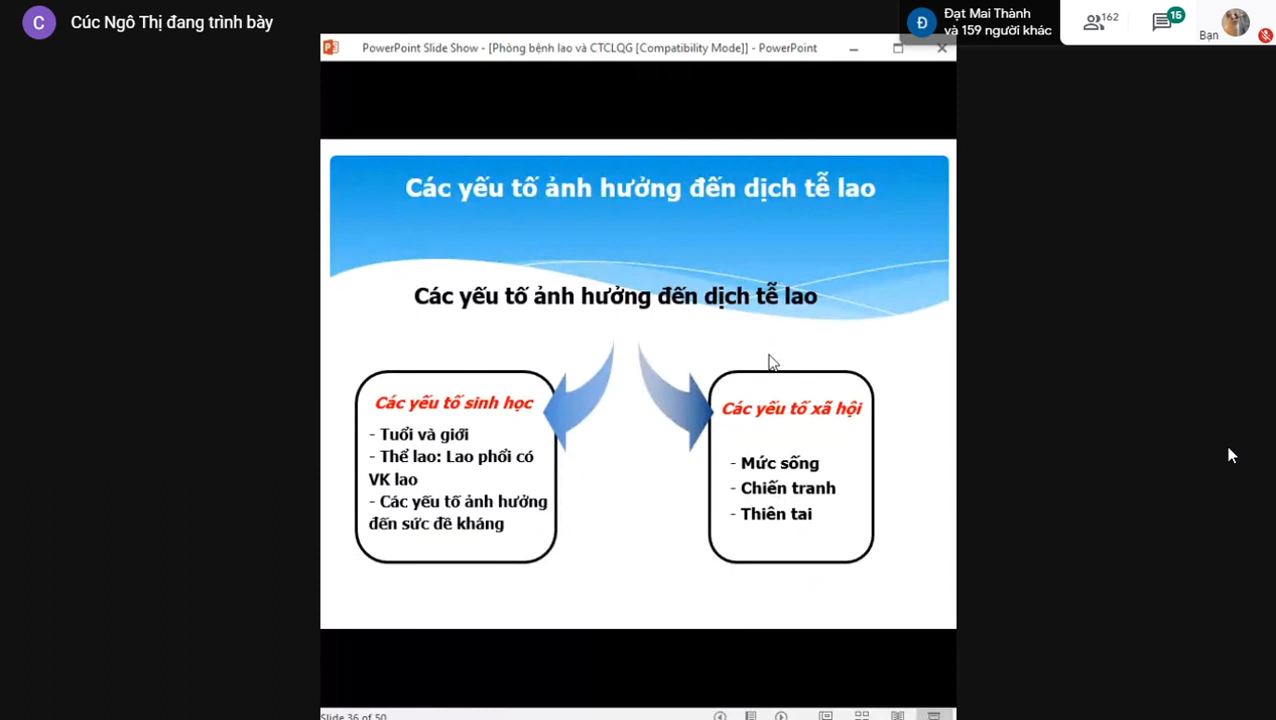 C
Cúc Ngô Thị đang trình bày
Đ
Đạt Mai Thành
và 159 người khác
162
15
Bạn
PowerPoint Slide Show - [Phòng bệnh lao và CTCLQG [Compatibility Mode]] - PowerPoint
Các yếu tố ảnh hưởng đến dịch tễ lao
Các yếu tố ảnh hưởng đến dịch tễ lao
Các yếu tố sinh học
- Tuổi và giới
- Thể lao: Lao phổi có
VK lao
- Các yếu tố ảnh hưởng
đến sức đề kháng
Các yếu tố xã hội
- Mức sống
- Chiến tranh
- Thiên tai
Slide 36 of 50